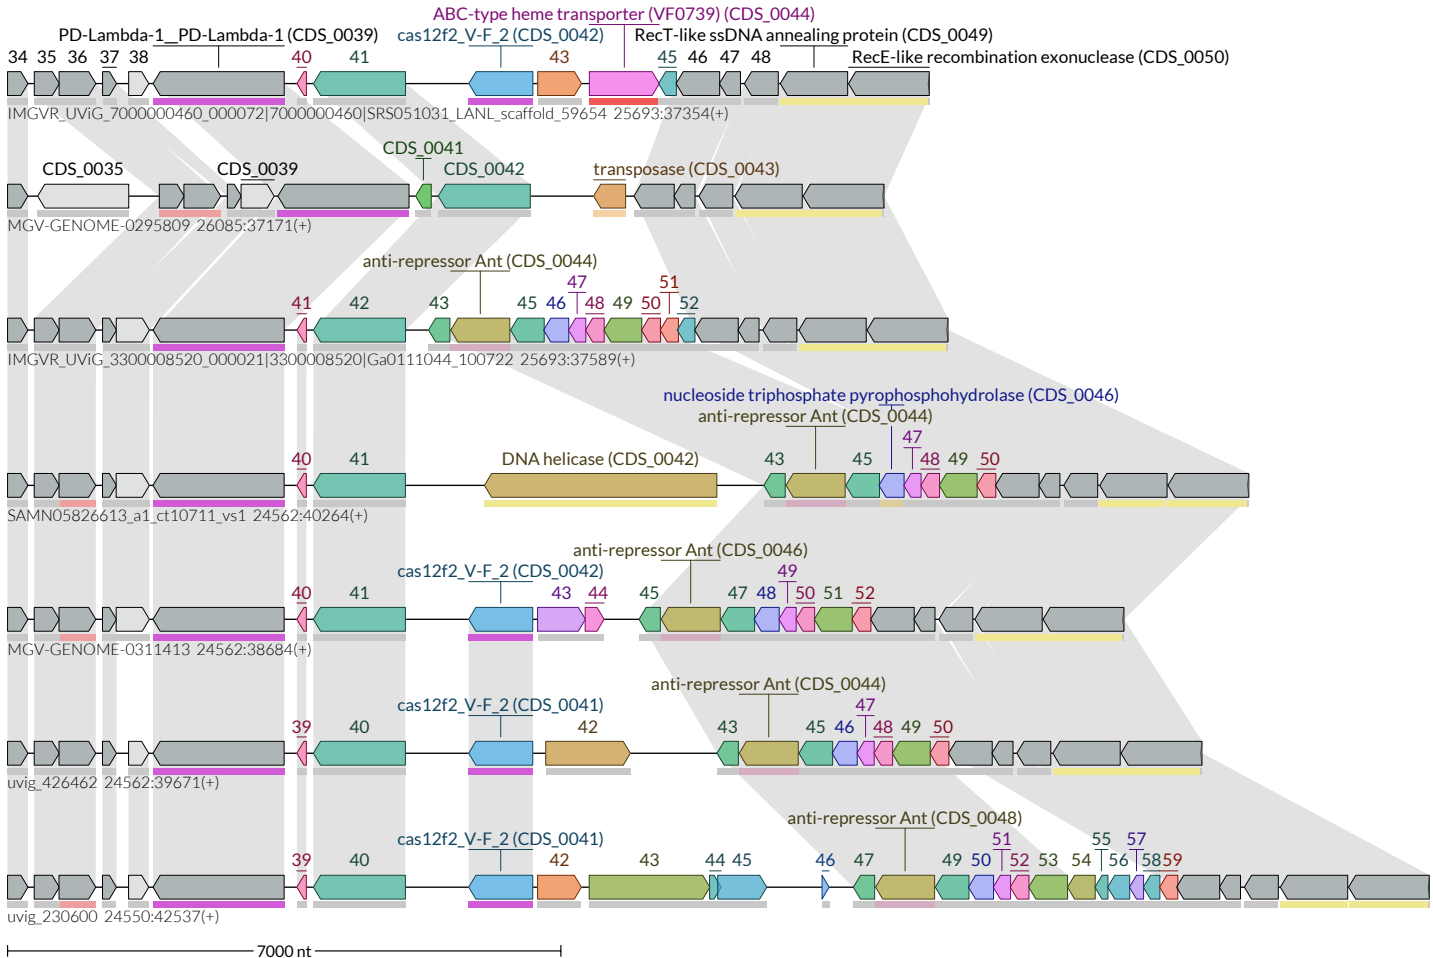 ABC-type heme transporter (VF0739) (CDS_0044)
PD-Lambda-1__PD-Lambda-1 (CDS_0039) cas12f2_V-F_2 (CDS_0042) RecT-like ssDNA annealing protein (CDS_0049)
34 35 36 37 38 40 41 43 45 46 47 48 RecE-like recombination exonuclease (CDS_0050)
IMGVR_UViG_7000000460_000072|7000000460|SRS051031_LANL_scaffold_59654 25693:37354(+)
CDS_0041
CDS_0035 CDS_0039 CDS_0042 transposase (CDS_0043)
MGV-GENOME-0295809 26085:37171(+)
anti-repressor Ant (CDS_0044)
47 51
41 42 43 45 46 48 49 50 52
IMGVR_UViG_3300008520_000021|3300008520|Ga0111044_100722 25693:37589(+)
nucleoside triphosphate pyrophosphohydrolase (CDS_0046)
anti-repressor Ant (CDS_0044)
47
40 41 DNA helicase (CDS_0042) 43 45 48 49 50
SAMN05826613_a1_ct10711_vs1 24562:40264(+)
anti-repressor Ant (CDS_0046)
cas12f2_V-F_2 (CDS_0042) 49
40 41 43 44 45 47 48 50 51 52
MGV-GENOME-0311413 24562:38684(+)
anti-repressor Ant (CDS_0044)
cas12f2_V-F_2 (CDS_0041) 47
39 40 42 43 45 46 48 49 50
uvig_426462 24562:39671(+)
anti-repressor Ant (CDS_0048)
cas12f2_V-F_2 (CDS_0041) 51 55 57
39 40 42 43 44 45 46 47 49 50 52 53 54 56 58 59
uvig_230600 24550:42537(+)
7000 nt